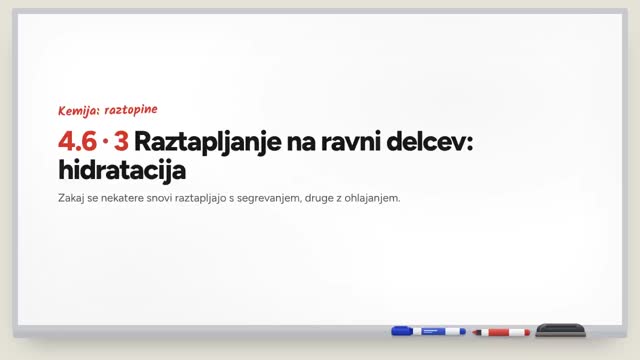 Kemija: raztopine
4.6 · 3 Raztapljanje na ravni delcev:
hidratacija
Zakaj se nekatere snovi raztapljajo s segrevanjem, druge z ohlajanjem.